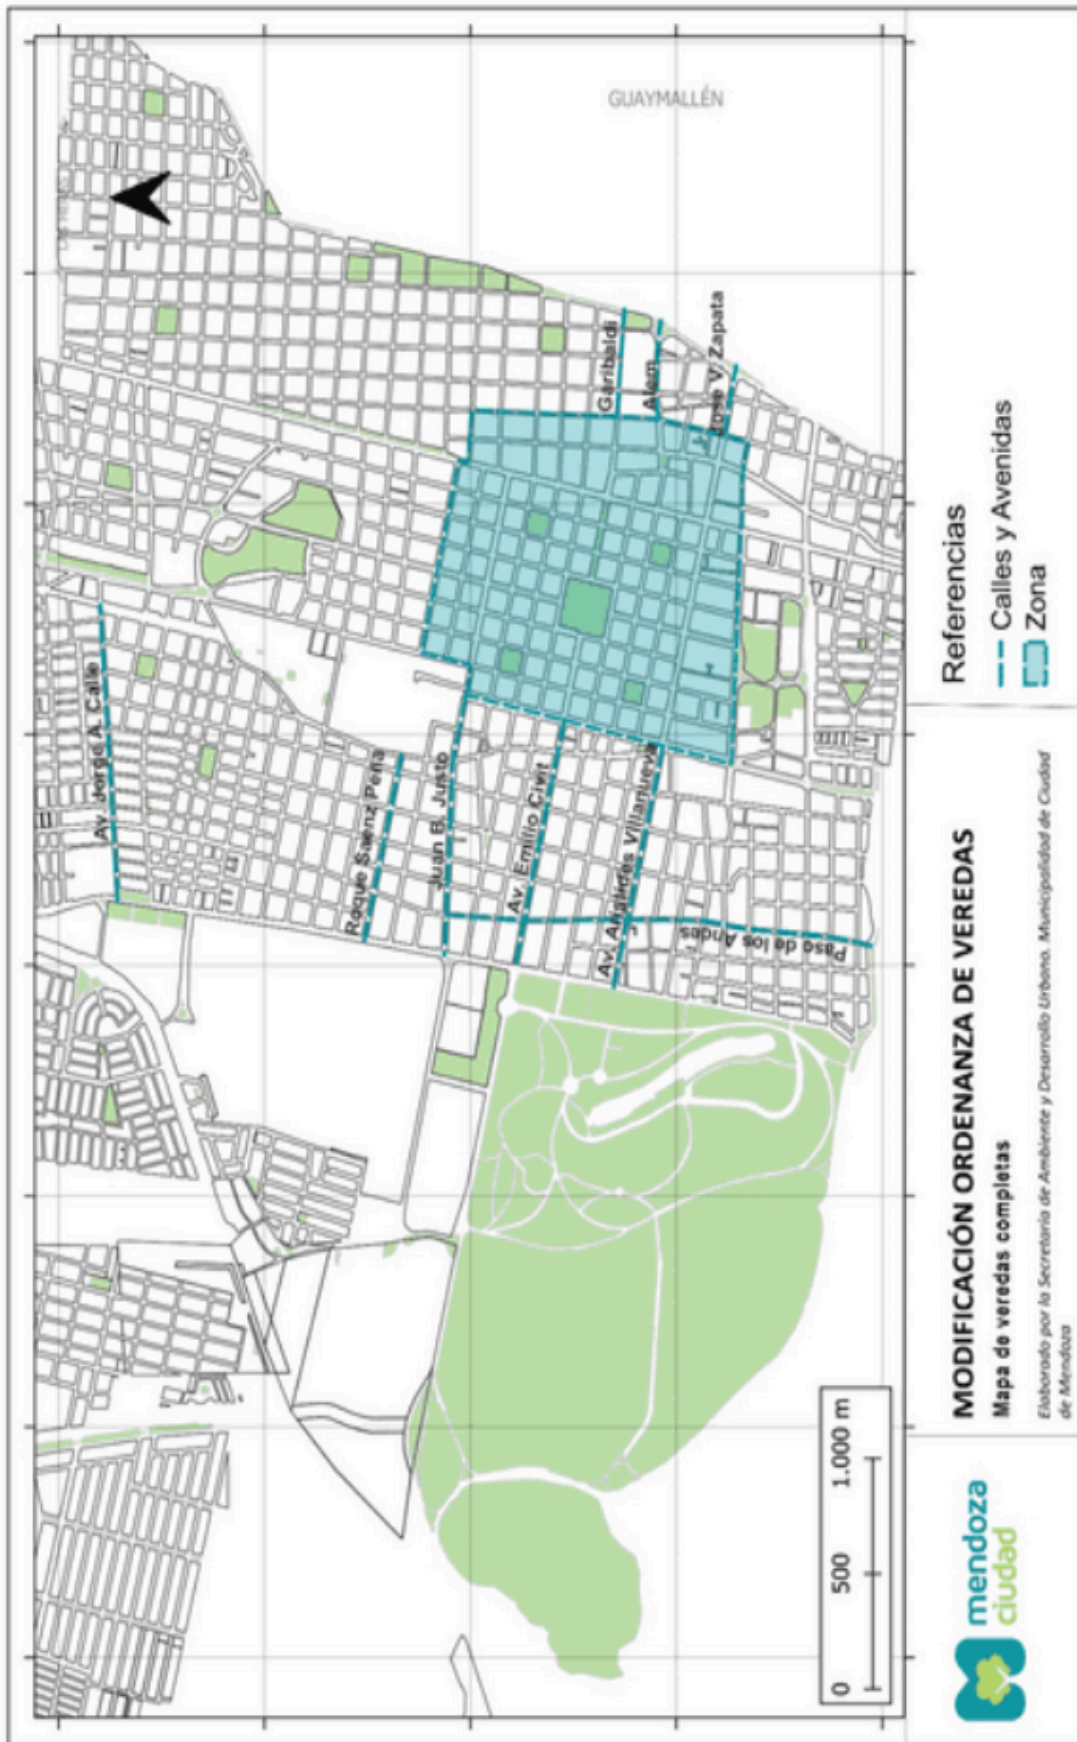 GUAYMALLÉN
Av. Jorge A. Calle
Roque Saenz Peña
Juan B. Justo
Av. Emilio Civit
Av. Arístides Villanueva
Paso de los Andes
Garibaldi
Alem
Jose V. Zapata
0 500 1.000 m
mendoza
ciudad
MODIFICACIÓN ORDENANZA DE VEREDAS
Mapa de veredas completas
Elaborado por la Secretaría de Ambiente y Desarrollo Urbano. Municipalidad de Ciudad
de Mendoza
Referencias
Calles y Avenidas
Zona